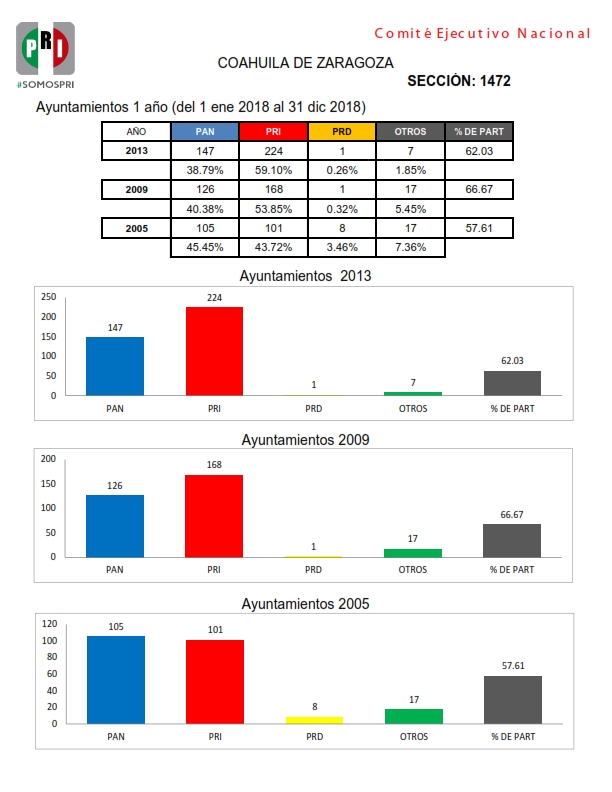 Comité Ejecutivo Nacional
PRI
#SOMOSPRI
COAHUILA DE ZARAGOZA
SECCIÓN: 1472
Ayuntamientos 1 año (del 1 ene 2018 al 31 dic 2018)
AÑO PAN PRI PRD OTROS % DE PART
2013 147 224 1 7 62.03
38.79% 59.10% 0.26% 1.85%
2009 126 168 1 17 66.67
40.38% 53.85% 0.32% 5.45%
2005 105 101 8 17 57.61
45.45% 43.72% 3.46% 7.36%
Ayuntamientos 2013
250
200
150
100
50
0
147
224
1
7
62.03
PAN PRI PRD OTROS % DE PART
Ayuntamientos 2009
200
150
100
50
0
126
168
1
17
66.67
PAN PRI PRD OTROS % DE PART
Ayuntamientos 2005
120
100
80
60
40
20
0
105
101
8
17
57.61
PAN PRI PRD OTROS % DE PART